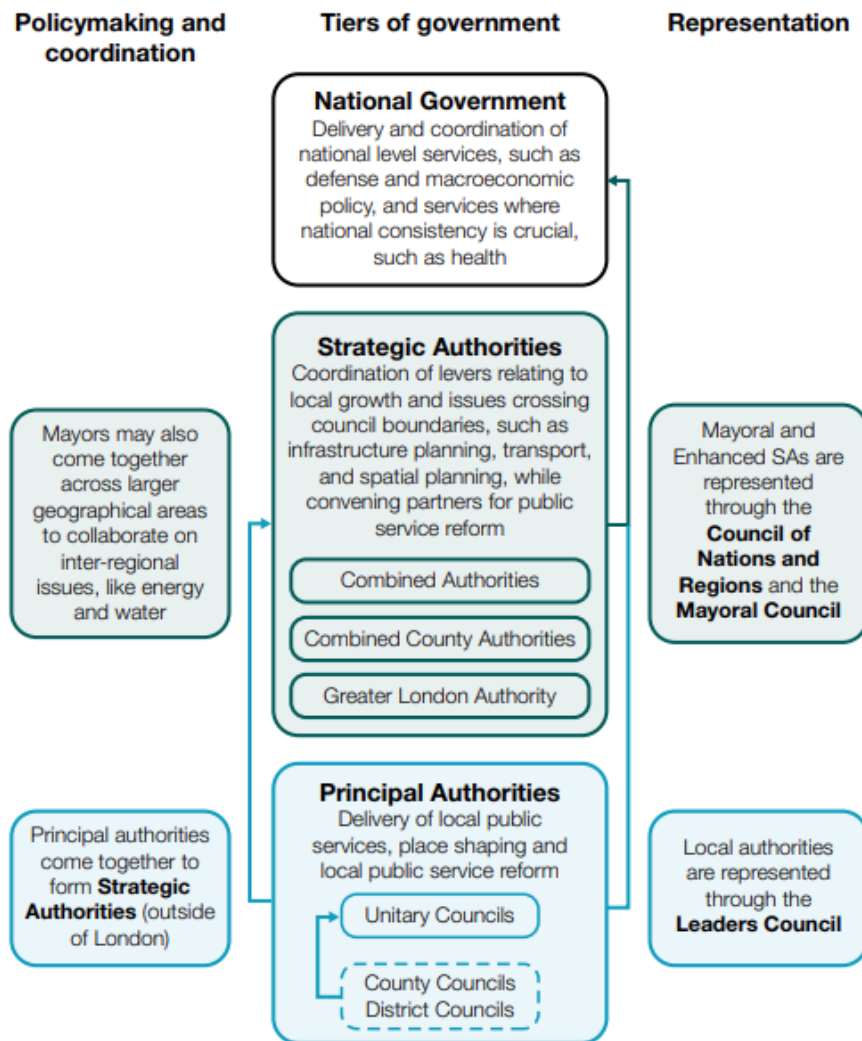 Policymaking and
coordination
Tiers of government
Representation
National Government
Delivery and coordination of
national level services, such as
defense and macroeconomic
policy, and services where
national consistency is crucial,
such as health
Strategic Authorities
Coordination of levers relating to
local growth and issues crossing
council boundaries, such as
infrastructure planning, transport,
and spatial planning, while
convening partners for public
service reform
Combined Authorities
Combined County Authorities
Greater London Authority
Mayors may also
come together
across larger
geographical areas
to collaborate on
inter-regional
issues, like energy
and water
Mayoral and
Enhanced SAs are
represented
through the
Council of
Nations and
Regions and the
Mayoral Council
Principal Authorities
Delivery of local public
services, place shaping and
local public service reform
Unitary Councils
County Councils
District Councils
Principal authorities
come together to
form Strategic
Authorities (outside
of London)
Local authorities
are represented
through the
Leaders Council